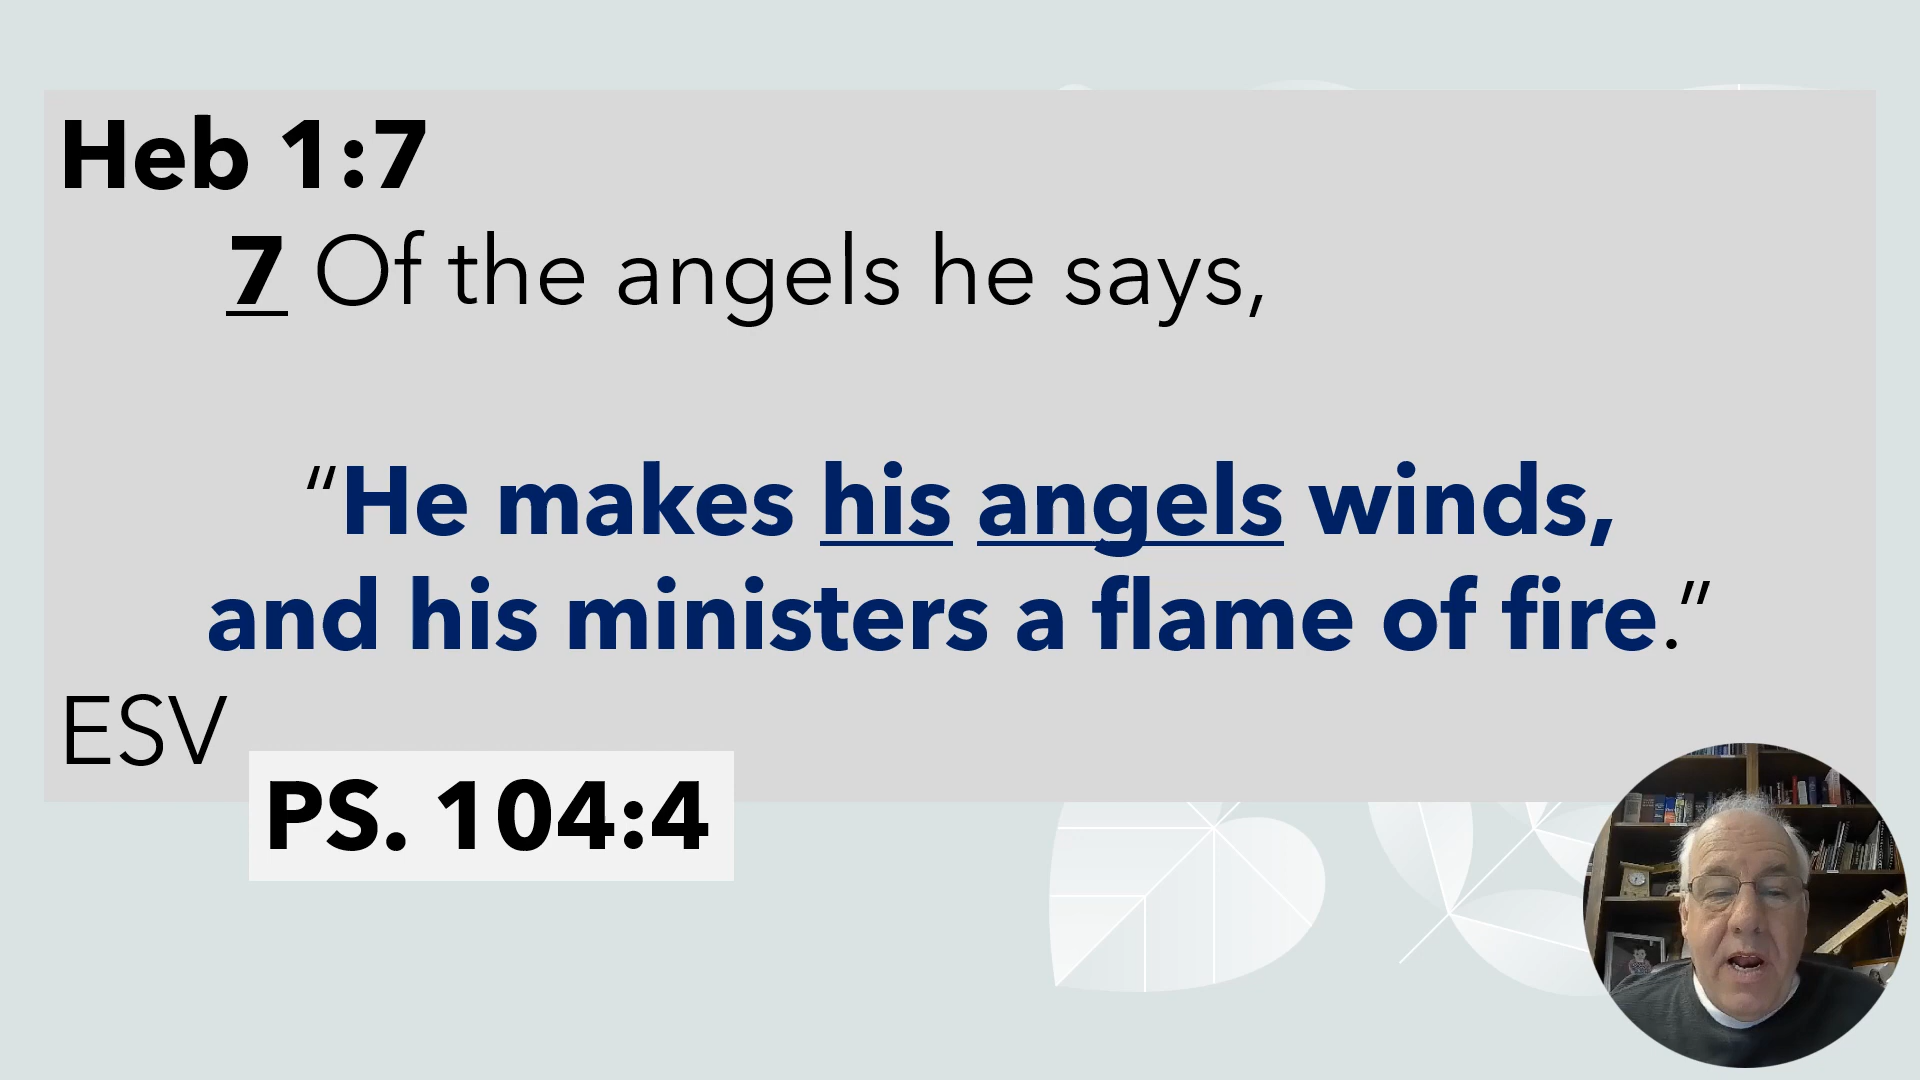 Heb 1:7
7 Of the angels he says,
“He makes his angels winds,
and his ministers a flame of fire.”
ESV
PS. 104:4